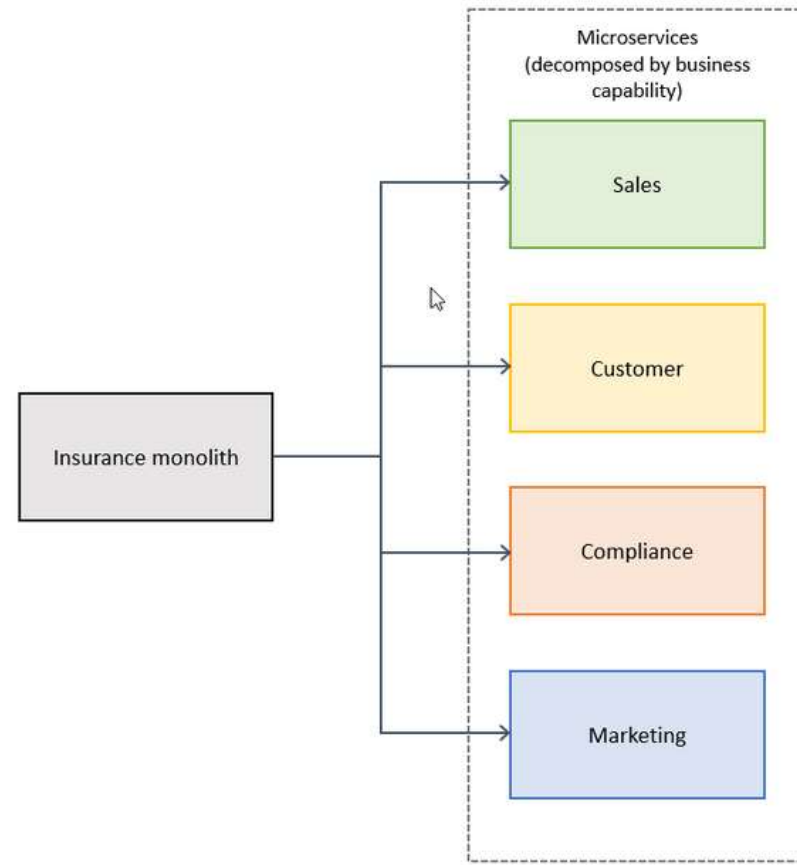 Microservices
(decomposed by business
capability)
Sales
Customer
Insurance monolith
Compliance
Marketing